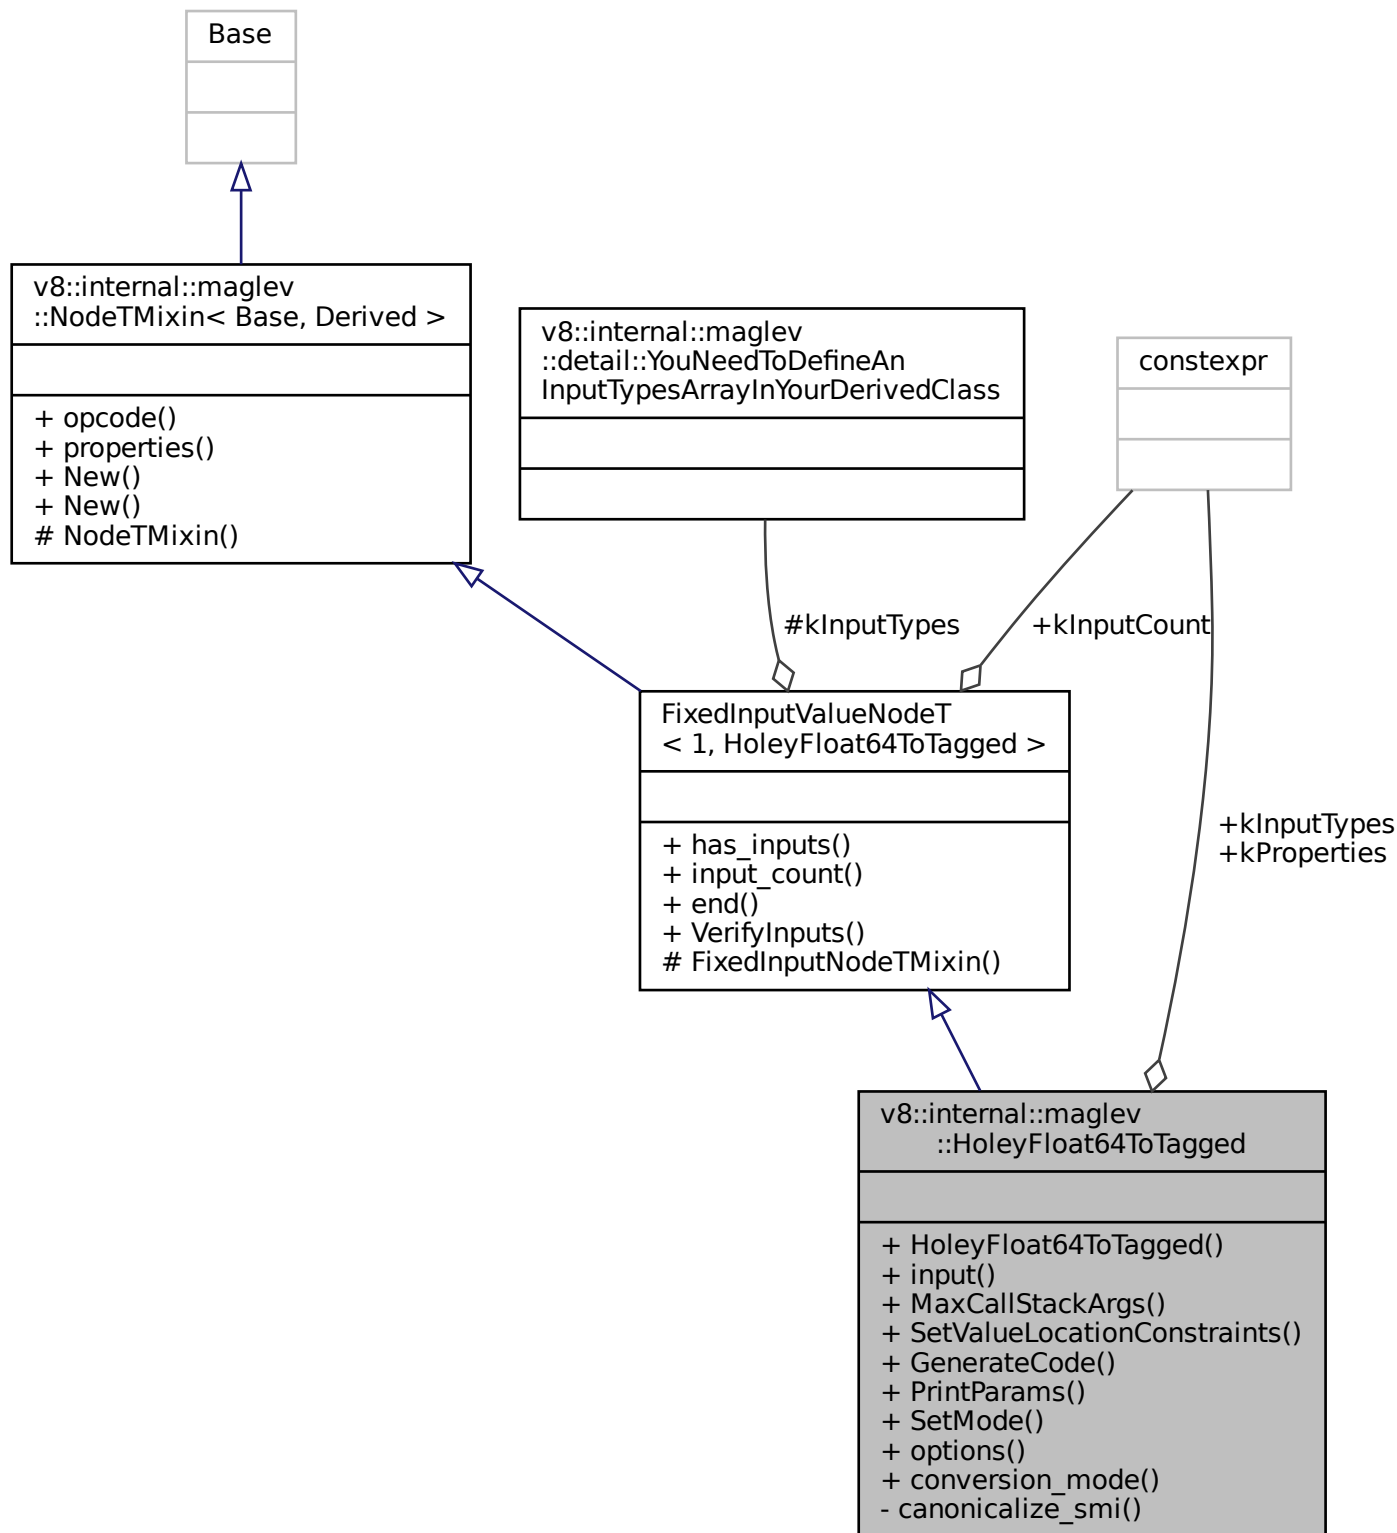 Base
v8::internal::maglev
::NodeTMixin< Base, Derived >
+ opcode()
+ properties()
+ New()
+ New()
# NodeTMixin()
v8::internal::maglev
::detail::YouNeedToDefineAn
InputTypesArrayInYourDerivedClass
constexpr
#kInputTypes
+kInputCount
FixedInputValueNodeT
< 1, HoleyFloat64ToTagged >
+ has_inputs()
+ input_count()
+ end()
+ VerifyInputs()
# FixedInputNodeTMixin()
+kInputTypes
+kProperties
v8::internal::maglev
::HoleyFloat64ToTagged
+ HoleyFloat64ToTagged()
+ input()
+ MaxCallStackArgs()
+ SetValueLocationConstraints()
+ GenerateCode()
+ PrintParams()
+ SetMode()
+ options()
+ conversion_mode()
- canonicalize_smi()